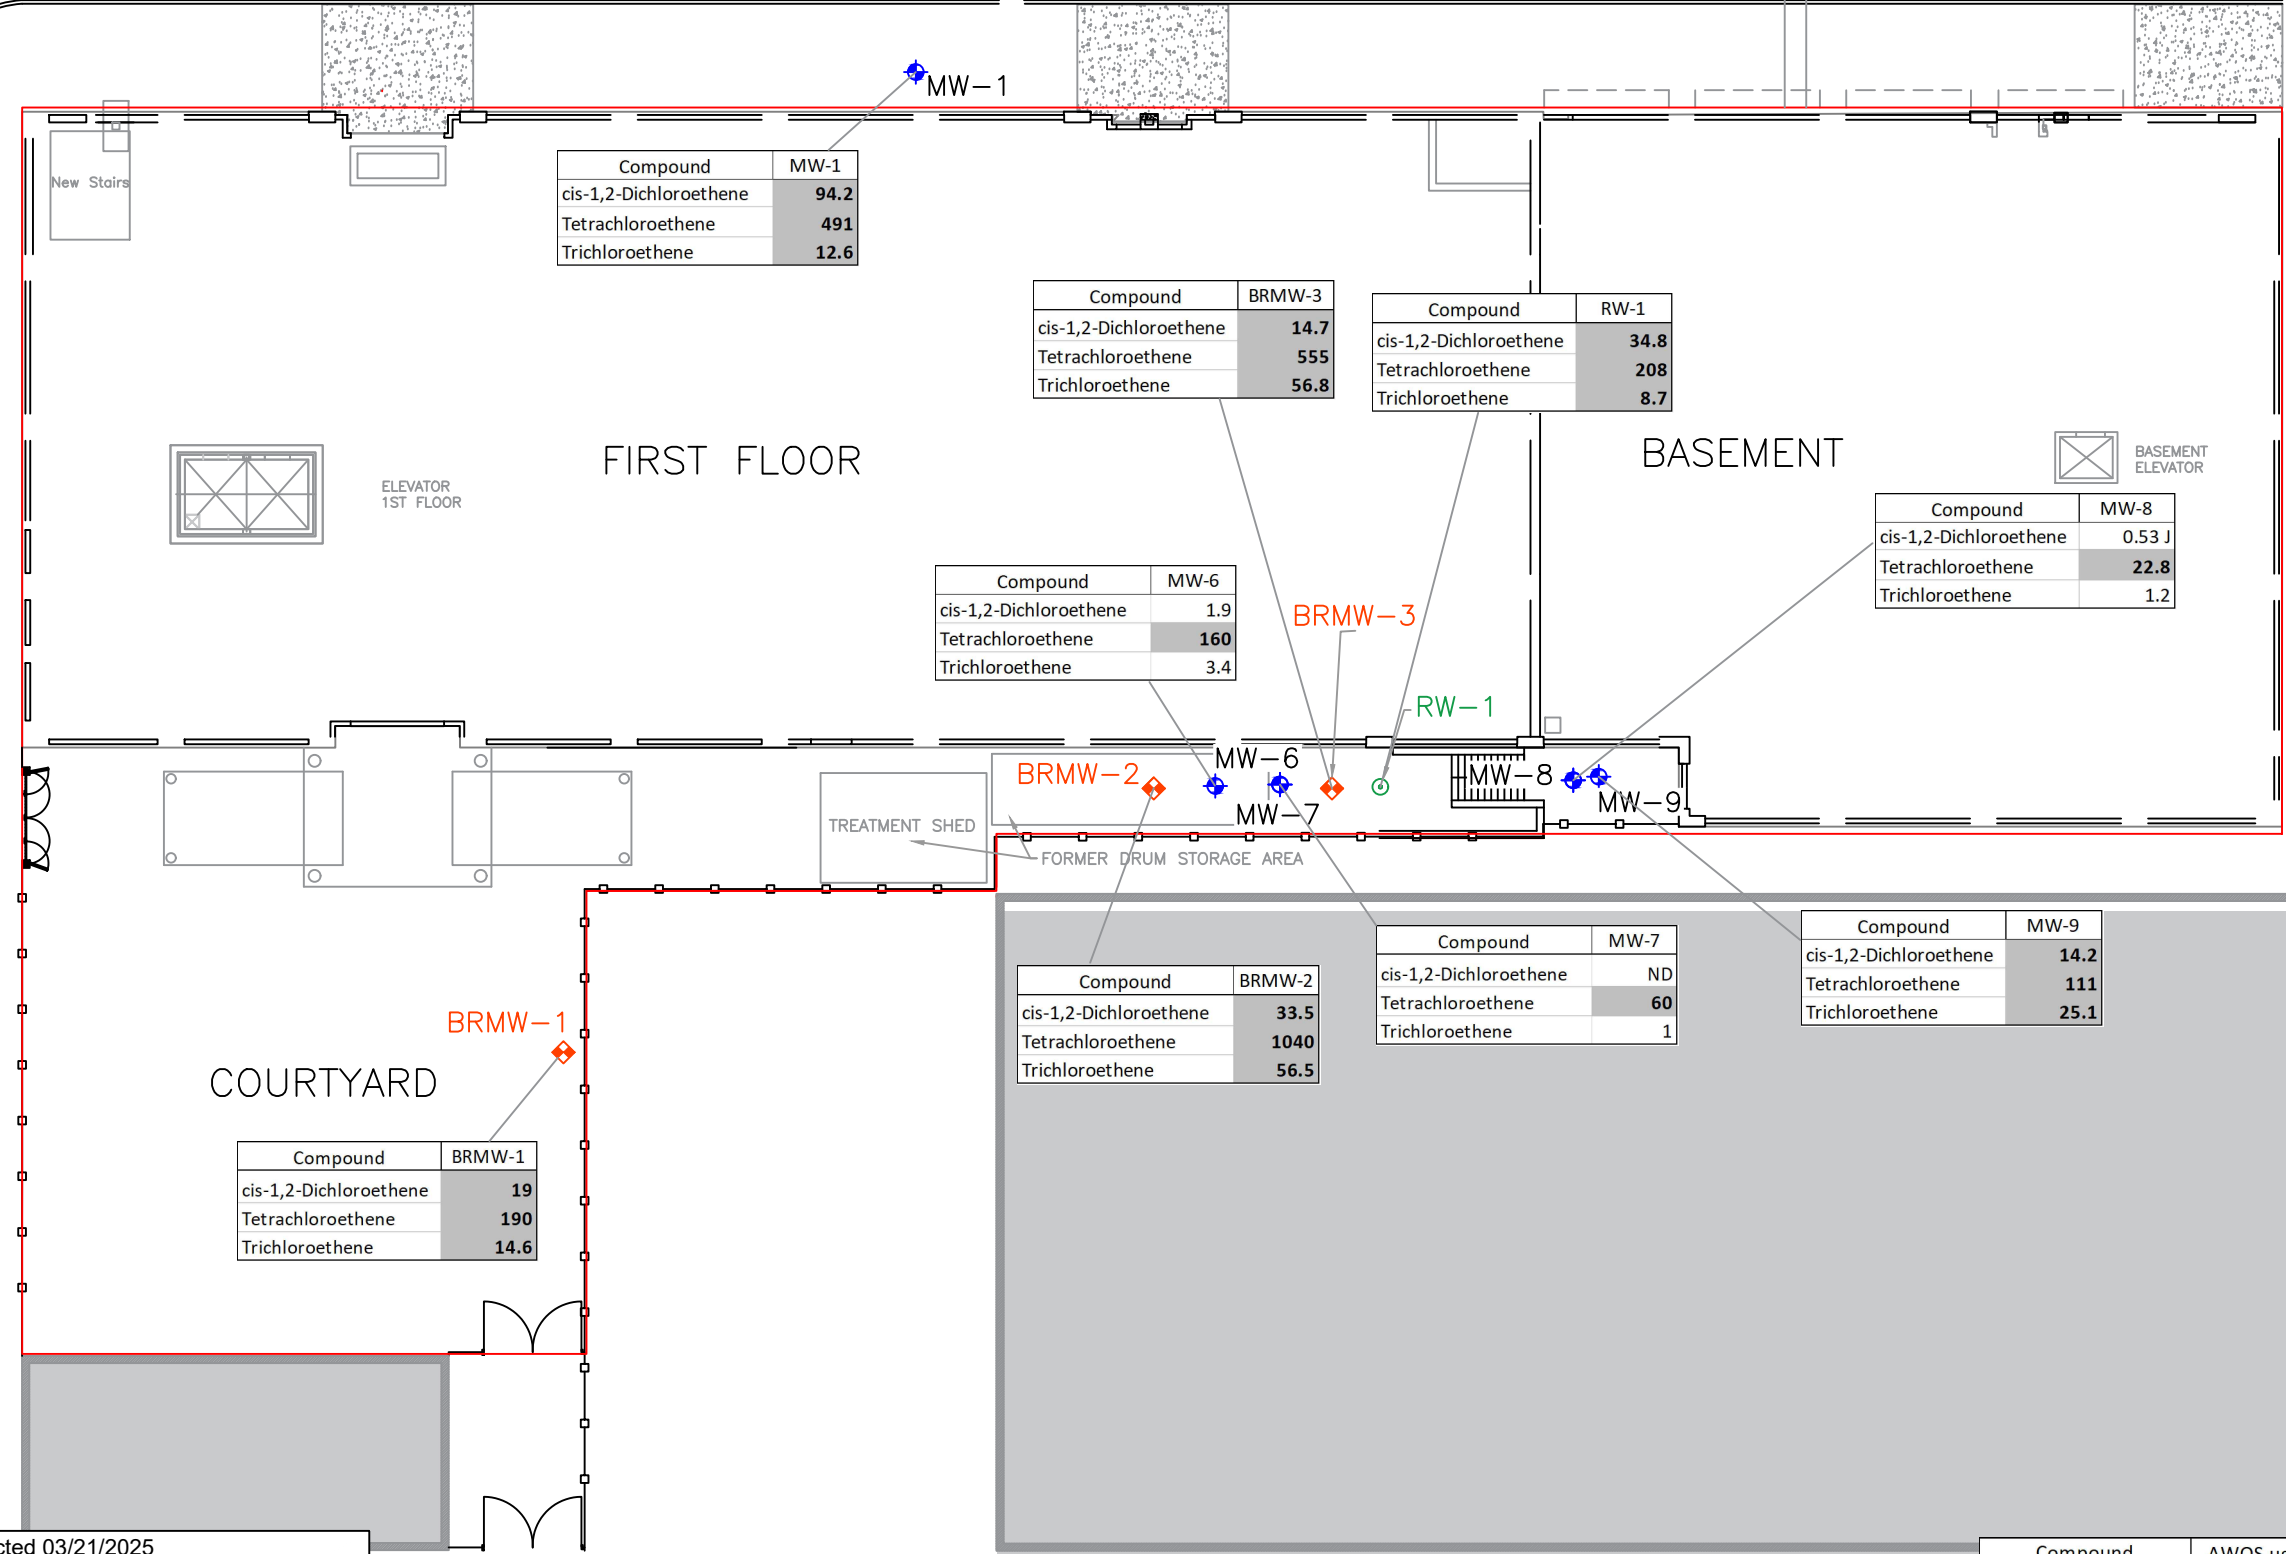 MW-1
Compound MW-1
cis-1,2-Dichloroethene 94.2
Tetrachloroethene 491
Trichloroethene 12.6
New Stairs
Compound BRMW-3
cis-1,2-Dichloroethene 14.7
Tetrachloroethene 555
Trichloroethene 56.8
Compound RW-1
cis-1,2-Dichloroethene 34.8
Tetrachloroethene 208
Trichloroethene 8.7
FIRST FLOOR
BASEMENT
ELEVATOR
1ST FLOOR
BASEMENT
ELEVATOR
Compound MW-8
cis-1,2-Dichloroethene 0.53 J
Tetrachloroethene 22.8
Trichloroethene 1.2
Compound MW-6
cis-1,2-Dichloroethene 1.9
Tetrachloroethene 160
Trichloroethene 3.4
BRMW-3
RW-1
MW-6
BRMW-2
MW-8
MW-9
MW-7
TREATMENT SHED
FORMER DRUM STORAGE AREA
Compound MW-9
cis-1,2-Dichloroethene 14.2
Tetrachloroethene 111
Trichloroethene 25.1
Compound MW-7
cis-1,2-Dichloroethene ND
Tetrachloroethene 60
Trichloroethene 1
Compound BRMW-2
cis-1,2-Dichloroethene 33.5
Tetrachloroethene 1040
Trichloroethene 56.5
BRMW-1
COURTYARD
Compound BRMW-1
cis-1,2-Dichloroethene 19
Tetrachloroethene 190
Trichloroethene 14.6
cted 03/21/2025
Compound AWQS